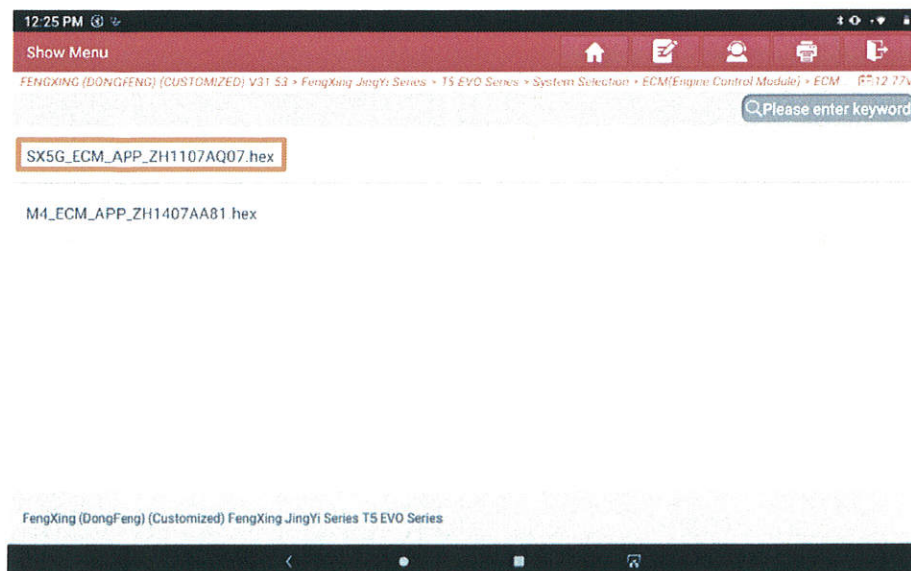 12:25 PM
Show Menu
FENGXING (DONGFENG) (CUSTOMIZED) V31.53 > FengXing JingYi Series > T5 EVO Series > System Selection > ECM(Engine Control Module) > ECM 12.77V
Please enter keyword
SX5G_ECM_APP_ZH1107AQ07.hex
M4_ECM_APP_ZH1407AA81.hex
FengXing (DongFeng) (Customized) FengXing JingYi Series T5 EVO Series